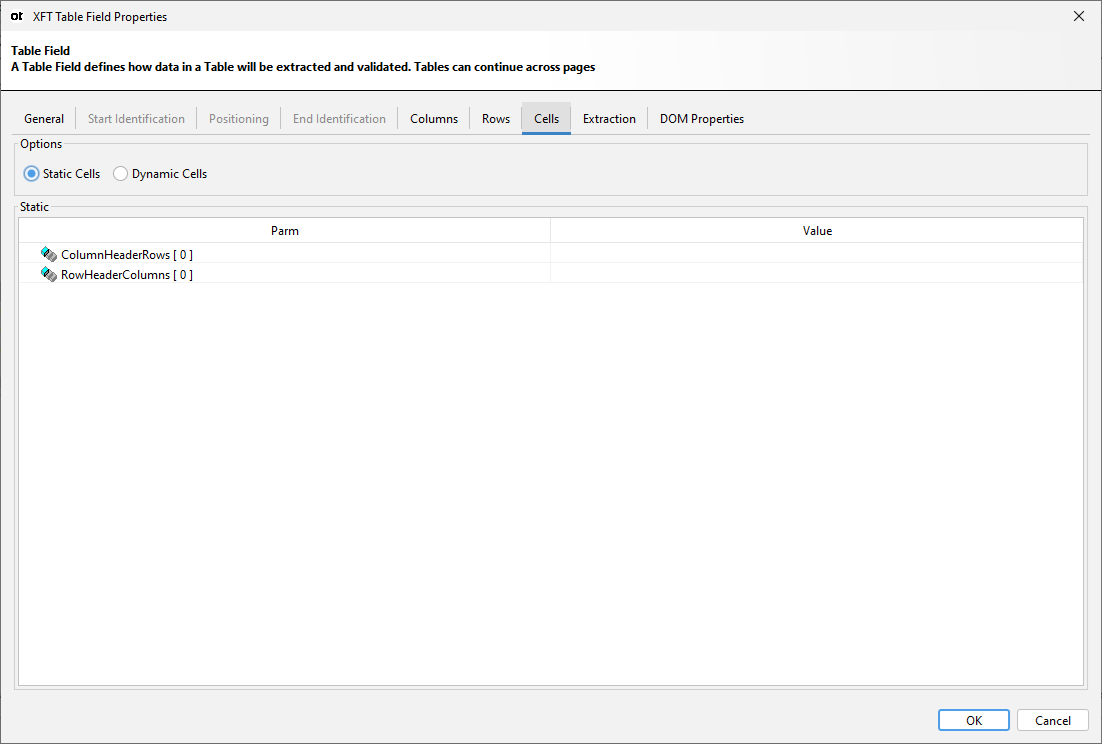 ot XFT Table Field Properties
Table Field
A Table Field defines how data in a Table will be extracted and validated. Tables can continue across pages
General Start Identification Positioning End Identification Columns Rows Cells Extraction DOM Properties
Options
Static Cells Dynamic Cells
Static
Parm Value
ColumnHeaderRows [ 0 ]
RowHeaderColumns [ 0 ]
OK Cancel